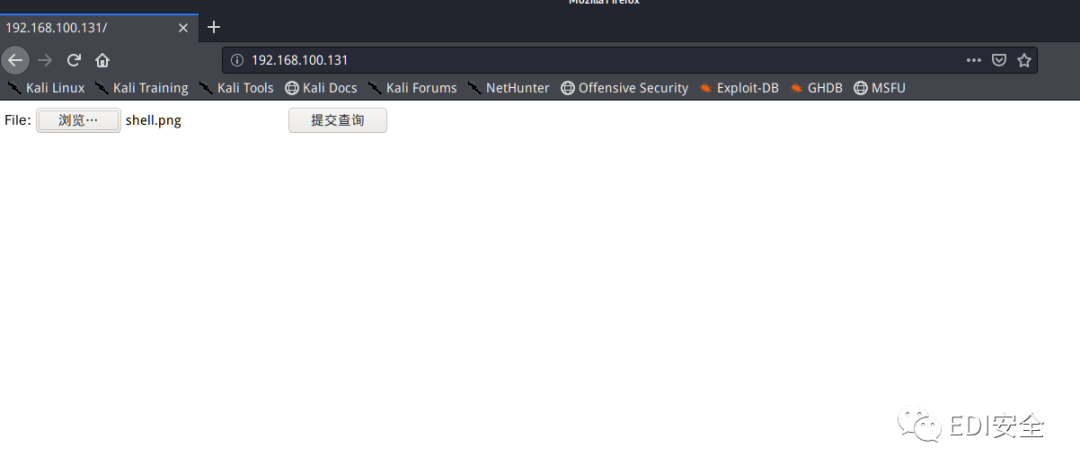 Mozilla Firefox
192.168.100.131/
192.168.100.131
Kali Linux Kali Training Kali Tools Kali Docs Kali Forums NetHunter Offensive Security Exploit-DB GHDB MSFU
File: 浏览… shell.png 提交查询
EDI安全